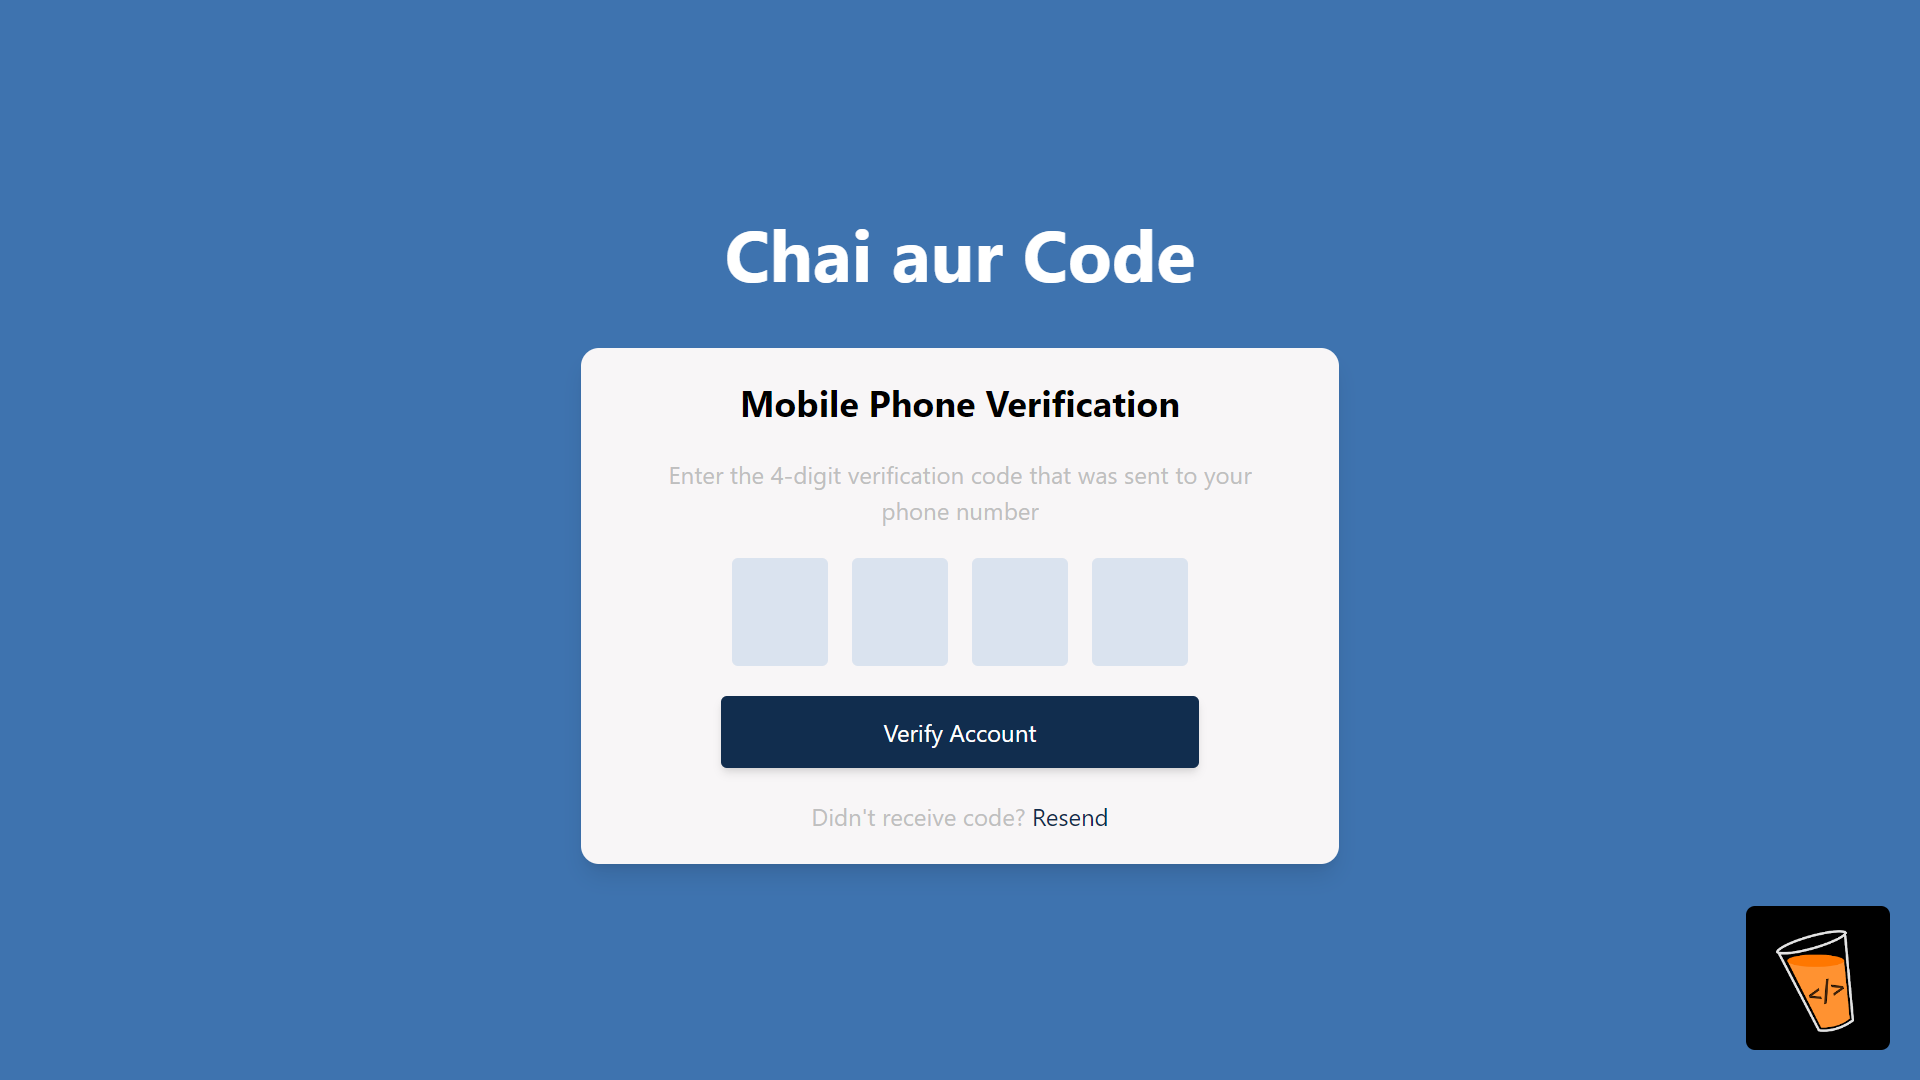 Chai aur Code
Mobile Phone Verification
Enter the 4-digit verification code that was sent to your
phone number
Verify Account
Didn't receive code? Resend
</>